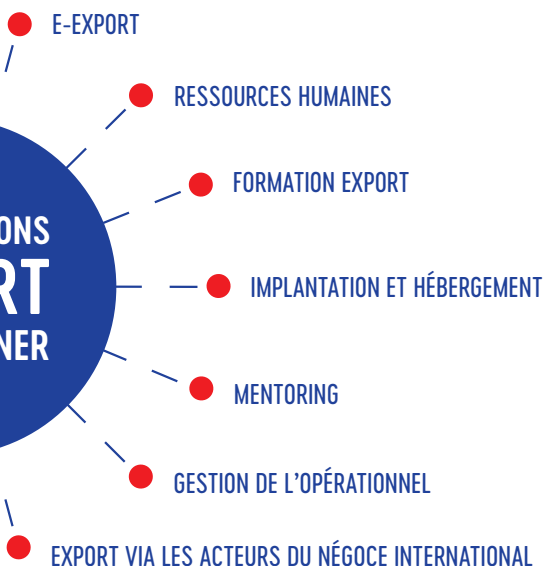 E-EXPORT
RESSOURCES HUMAINES
FORMATION EXPORT
ONS
RT
NER
IMPLANTATION ET HÉBERGEMENT
MENTORING
GESTION DE L'OPÉRATIONNEL
EXPORT VIA LES ACTEURS DU NÉGOCE INTERNATIONAL